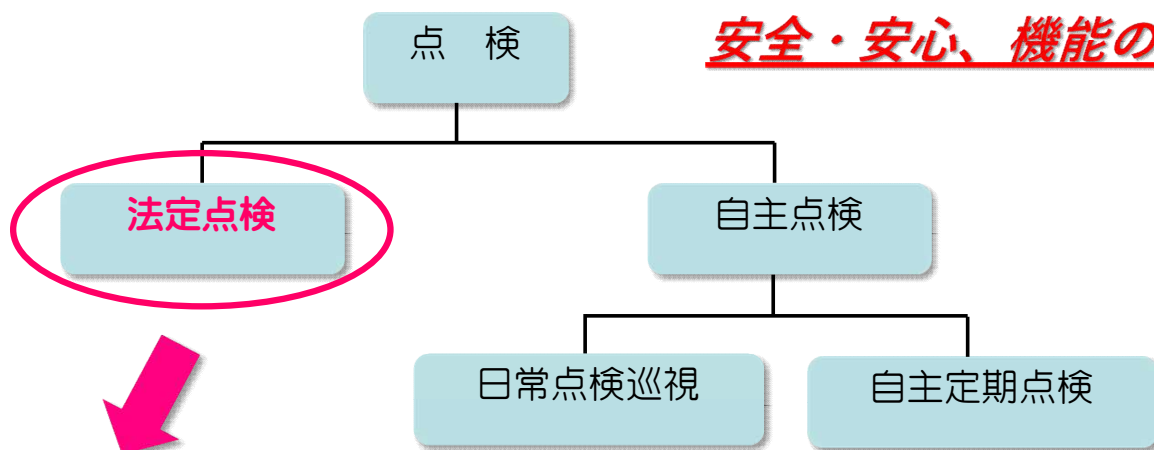 点　検
安全・安心、機能の
法定点検
自主点検
日常点検巡視
自主定期点検